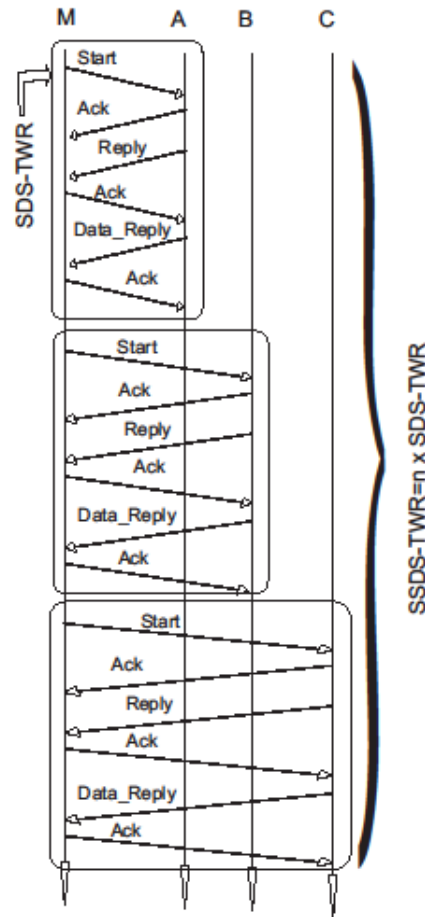 M A B C
Start
Ack
Reply
Ack
Data_Reply
Ack
SDS-TWR
Start
Ack
Reply
Ack
Data_Reply
Ack
Start
Ack
Reply
Ack
Data_Reply
Ack
SSDS-TWR=n x SDS-TWR